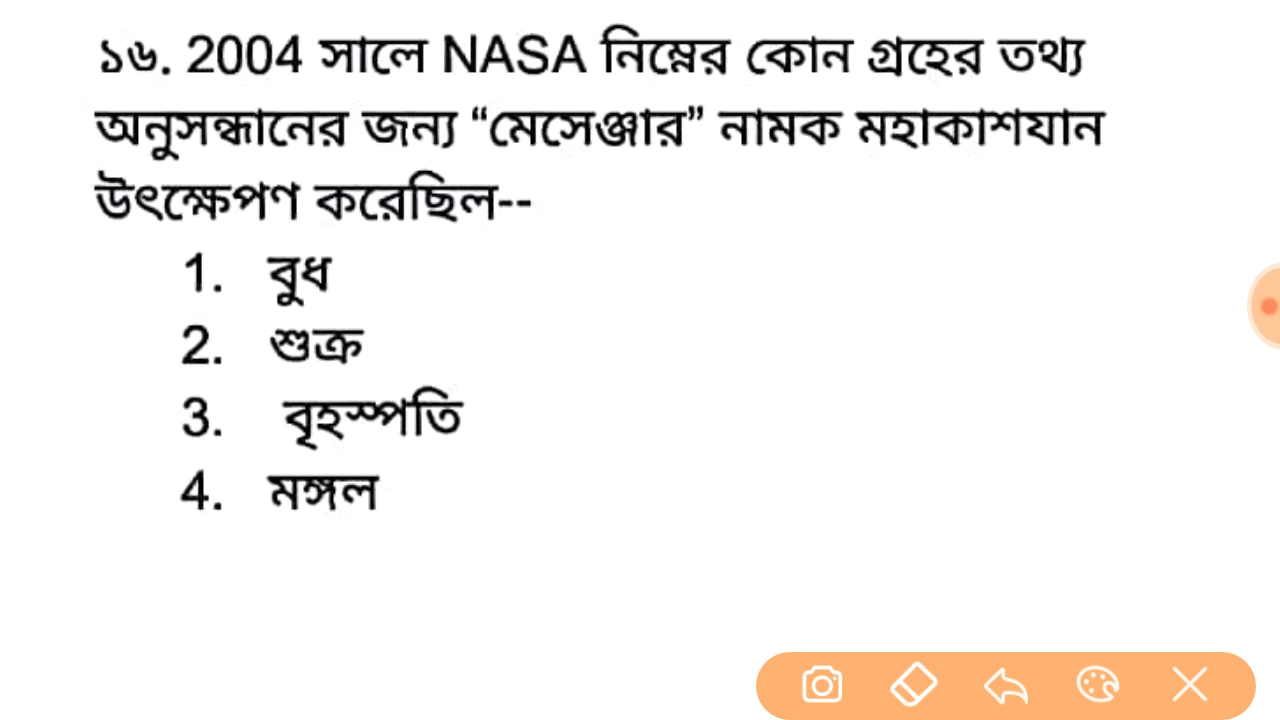 ১৬. 2004 সালে NASA নিম্নের কোন গ্রহের তথ্য
অনুসন্ধানের জন্য “মেসেঞ্জার” নামক মহাকাশযান
উৎক্ষেপণ করেছিল--
1. বুধ
2. শুক্র
3. বৃহস্পতি
4. মঙ্গল